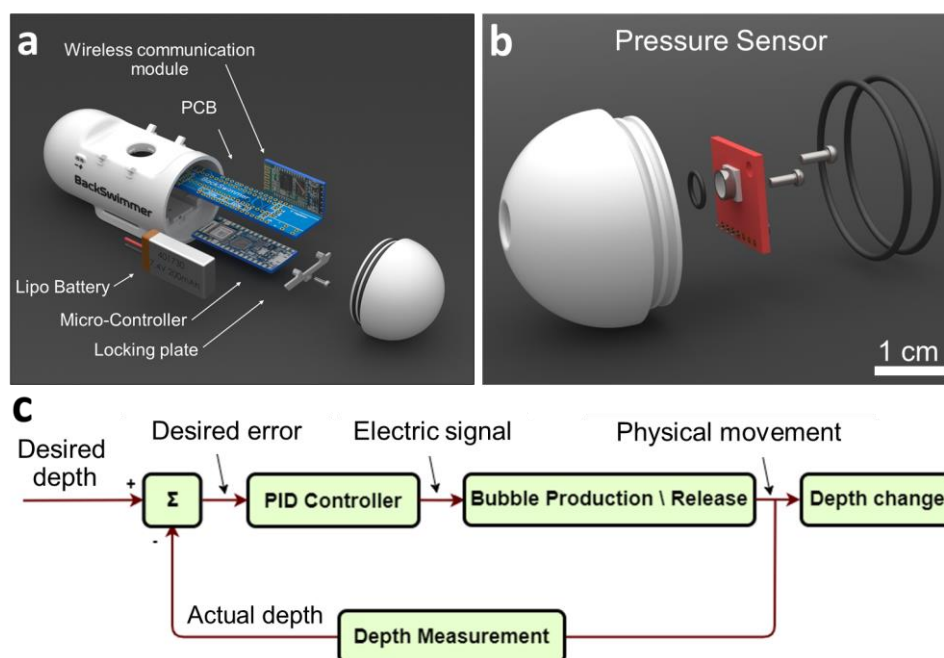 a
Wireless communication
module
PCB
BackSwimmer
Lipo Battery
Micro-Controller
Locking plate
b
Pressure Sensor
1 cm
c
Desired
depth
+
Σ
-
Desired error
PID Controller
Electric signal
Bubble Production \ Release
Physical movement
Depth change
Actual depth
Depth Measurement